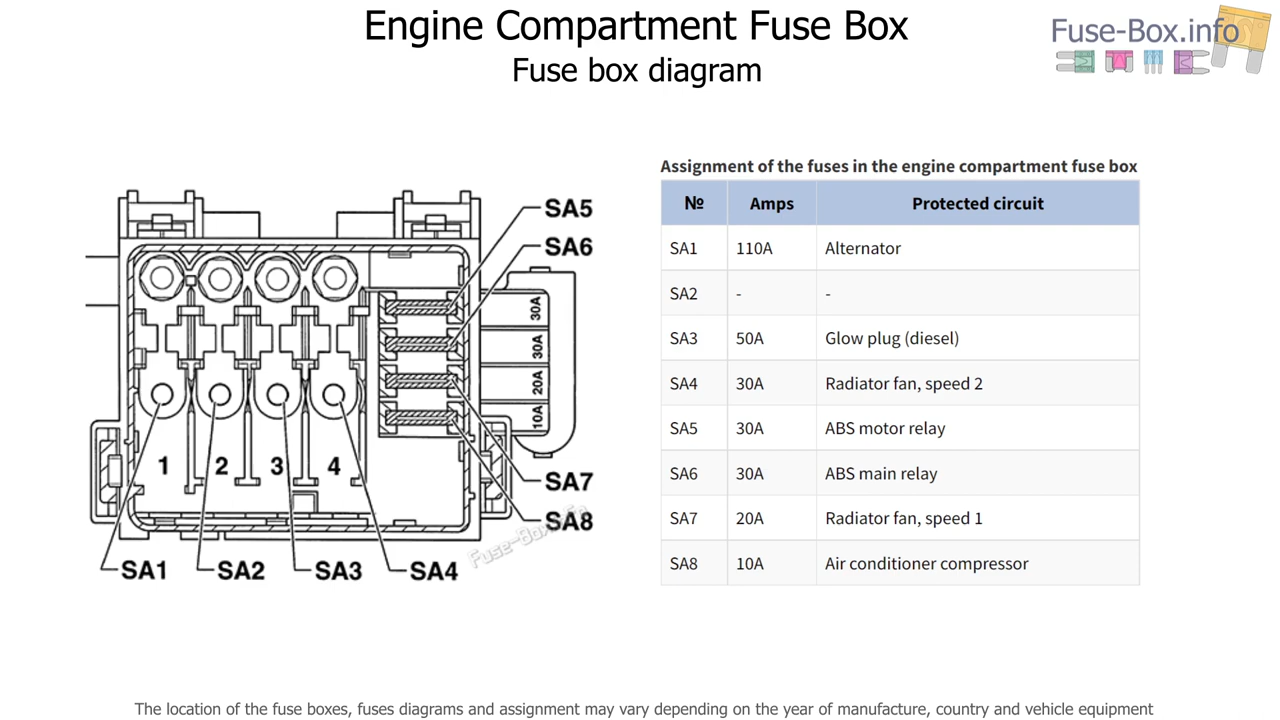 Engine Compartment Fuse Box
Fuse box diagram
Fuse-Box.info
SA5
SA6
30A
30A
20A
10A
1 2 3 4
SA7
SA8
Fuse-Box.info
SA1 SA2 SA3 SA4
Assignment of the fuses in the engine compartment fuse box
№ Amps Protected circuit
SA1 110A Alternator
SA2 - -
SA3 50A Glow plug (diesel)
SA4 30A Radiator fan, speed 2
SA5 30A ABS motor relay
SA6 30A ABS main relay
SA7 20A Radiator fan, speed 1
SA8 10A Air conditioner compressor
The location of the fuse boxes, fuses diagrams and assignment may vary depending on the year of manufacture, country and vehicle equipment